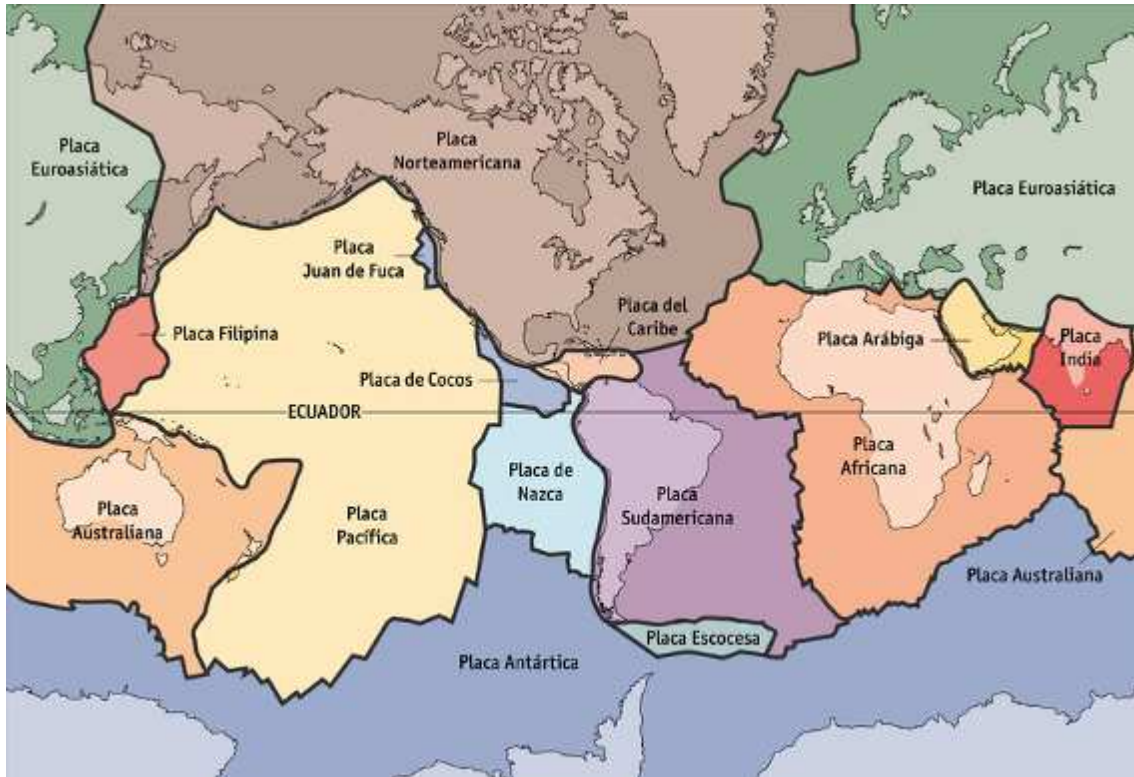 Placa
Euroasiática
Placa
Norteamericana
Placa Euroasiática
Placa
Juan de Fuca
Placa del
Caribe
Placa Filipina
Placa Arábiga
Placa
India
Placa de Cocos
ECUADOR
Placa
Australiana
Placa
Pacífica
Placa de
Nazca
Placa
Sudamericana
Placa
Africana
Placa Australiana
Placa Escocesa
Placa Antártica